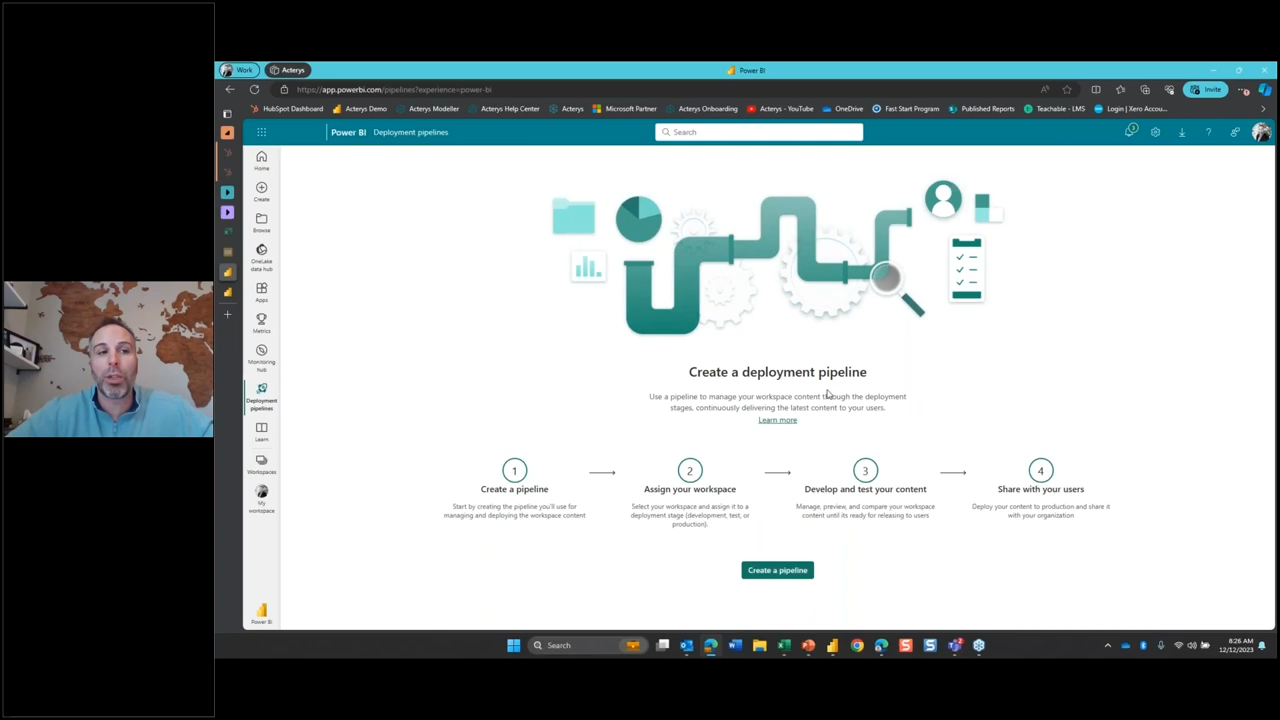 Work
Acterys
Power BI
https://app.powerbi.com/pipelines?experience=power-bi
Invite
HubSpot Dashboard
Acterys Demo
Acterys Modeller
Acterys Help Center
Acterys
Microsoft Partner
Acterys Onboarding
Acterys - YouTube
OneDrive
Fast Start Program
Published Reports
Teachable - LMS
Login | Xero Accou...
Power BI
Deployment pipelines
Search
3
Home
Create
Browse
OneLake
data hub
Apps
Metrics
Monitoring
hub
Deployment
pipelines
Learn
Workspaces
My
workspace
Power BI
Create a deployment pipeline
Use a pipeline to manage your workspace content through the deployment
stages, continuously delivering the latest content to your users.
Learn more
1
Create a pipeline
Start by creating the pipeline you'll use for
managing and deploying the workspace content
2
Assign your workspace
Select your workspace and assign it to a
deployment stage (development, test, or
production).
3
Develop and test your content
Manage, preview, and compare your workspace
content until its ready for releasing to users
4
Share with your users
Deploy your content to production and share it
with your organization
Create a pipeline
Search
8:26 AM
12/12/2023